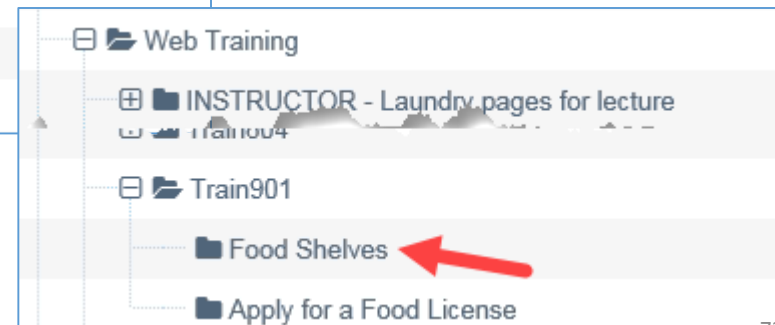 Web Training
INSTRUCTOR - Laundry pages for lecture
Train901
Food Shelves
Apply for a Food License